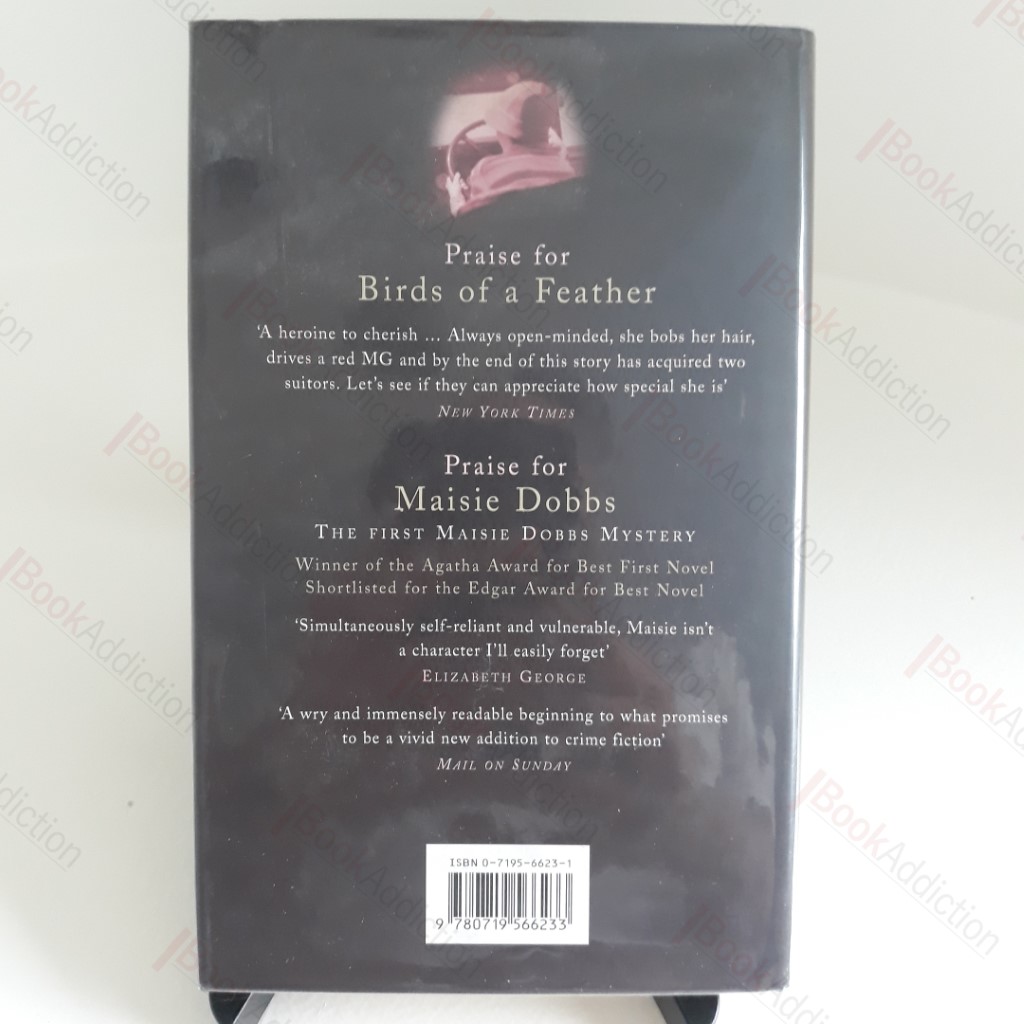 Praise for
Birds of a Feather
‘A heroine to cherish ... Always open-minded, she bobs her hair,
drives a red MG and by the end of this story has acquired two
suitors. Let’s see if they can appreciate how special she is’
NEW YORK TIMES
Praise for
Maisie Dobbs
THE FIRST MAISIE DOBBS MYSTERY
Winner of the Agatha Award for Best First Novel
Shortlisted for the Edgar Award for Best Novel
‘Simultaneously self-reliant and vulnerable, Maisie isn’t
a character I’ll easily forget’
ELIZABETH GEORGE
‘A wry and immensely readable beginning to what promises
to be a vivid new addition to crime fiction’
MAIL ON SUNDAY
ISBN 0-7195-6623-1
9 780719 566233
BookAddiction